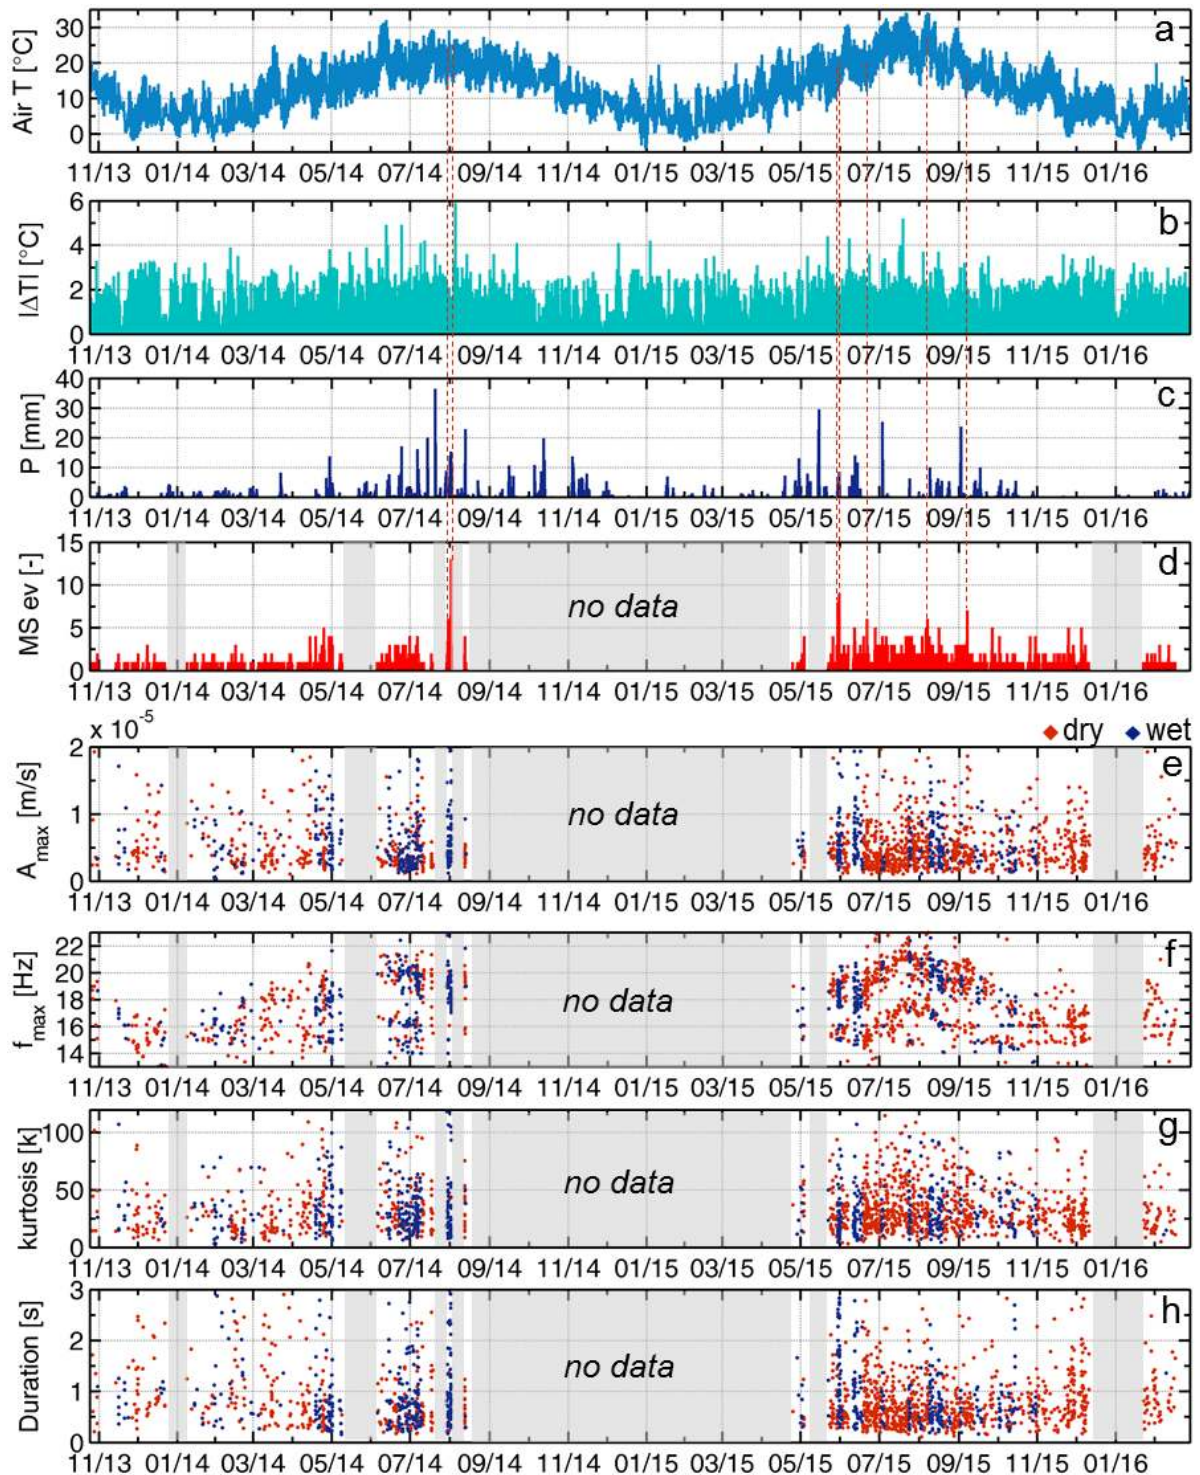 a
Air T [°C]
30
20
10
0
11/13 01/14 03/14 05/14 07/14 09/14 11/14 01/15 03/15 05/15 07/15 09/15 11/15 01/16
b
|ΔT| [°C]
6
4
2
0
11/13 01/14 03/14 05/14 07/14 09/14 11/14 01/15 03/15 05/15 07/15 09/15 11/15 01/16
c
P [mm]
40
30
20
10
0
11/13 01/14 03/14 05/14 07/14 09/14 11/14 01/15 03/15 05/15 07/15 09/15 11/15 01/16
d
MS ev [-]
15
10
5
0
no data
11/13 01/14 03/14 05/14 07/14 09/14 11/14 01/15 03/15 05/15 07/15 09/15 11/15 01/16
x 10-5
dry wet
e
Amax [m/s]
2
1
0
no data
11/13 01/14 03/14 05/14 07/14 09/14 11/14 01/15 03/15 05/15 07/15 09/15 11/15 01/16
f
fmax [Hz]
22
20
18
16
14
no data
11/13 01/14 03/14 05/14 07/14 09/14 11/14 01/15 03/15 05/15 07/15 09/15 11/15 01/16
g
kurtosis [k]
100
50
0
no data
11/13 01/14 03/14 05/14 07/14 09/14 11/14 01/15 03/15 05/15 07/15 09/15 11/15 01/16
h
Duration [s]
3
2
1
0
no data
11/13 01/14 03/14 05/14 07/14 09/14 11/14 01/15 03/15 05/15 07/15 09/15 11/15 01/16